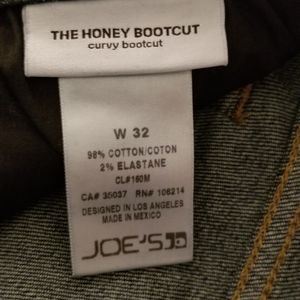 THE HONEY BOOTCUT
curvy bootcut
W 32
98% COTTON/COTON
2% ELASTANE
CL#160M
CA# 35037 RN# 106214
DESIGNED IN LOS ANGELES
MADE IN MEXICO
JOE'S